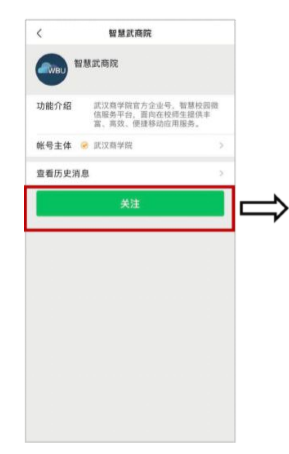 智慧武商院
WBU
智慧武商院
功能介绍 武汉商学院官方企业号，智慧校园微
信服务平台，面向在校师生提供丰
富、高效、便捷移动应用服务。
帐号主体 武汉商学院
查看历史消息
关注